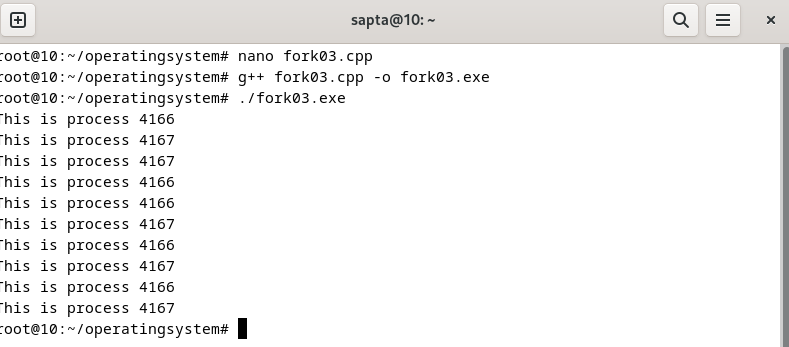 sapta@10: ~
root@10:~/operatingsystem# nano fork03.cpp
root@10:~/operatingsystem# g++ fork03.cpp -o fork03.exe
root@10:~/operatingsystem# ./fork03.exe
This is process 4166
This is process 4167
This is process 4167
This is process 4166
This is process 4166
This is process 4167
This is process 4166
This is process 4167
This is process 4166
This is process 4167
root@10:~/operatingsystem#